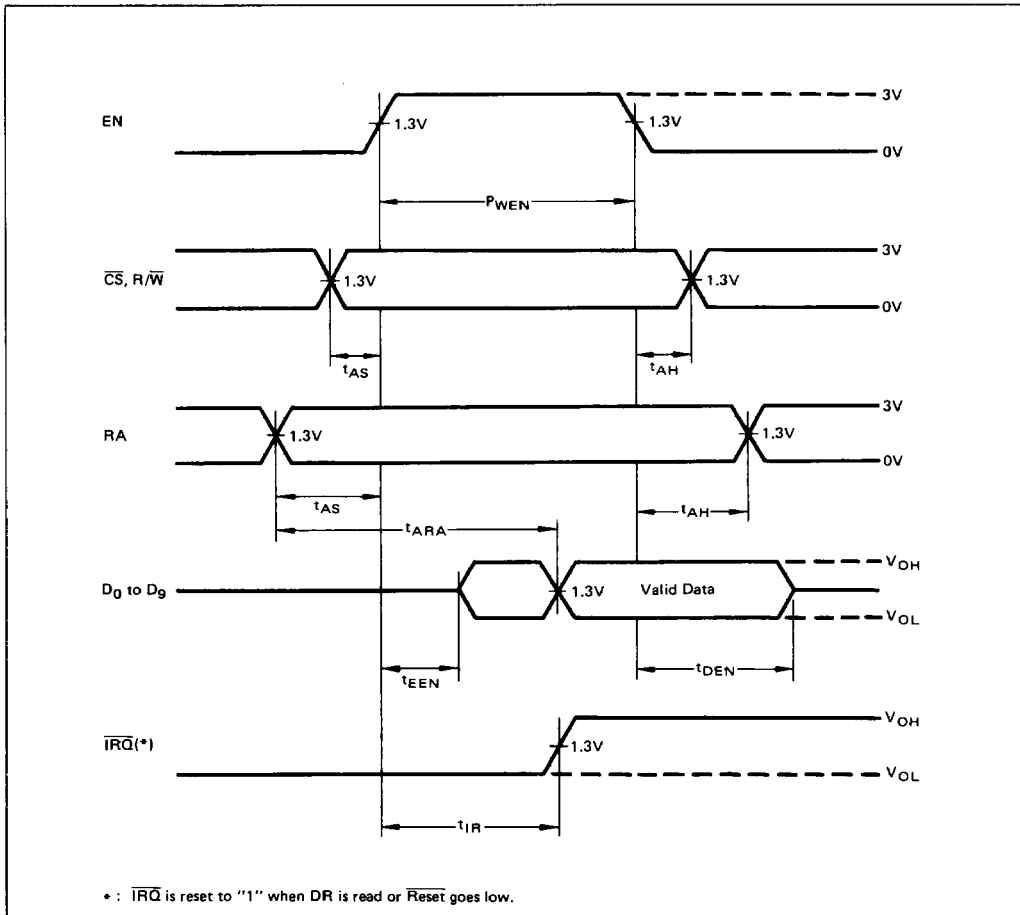 3V
EN
1.3V
1.3V
0V
PWEN
3V
CS, R/W
1.3V
1.3V
0V
tAS
tAH
3V
RA
1.3V
1.3V
0V
tAS
tAH
tARA
VOH
D0 to D9
1.3V
Valid Data
VOL
tEEN
tDEN
VOH
IRQ(*)
1.3V
VOL
tIR
* : IRQ is reset to "1" when DR is read or Reset goes low.